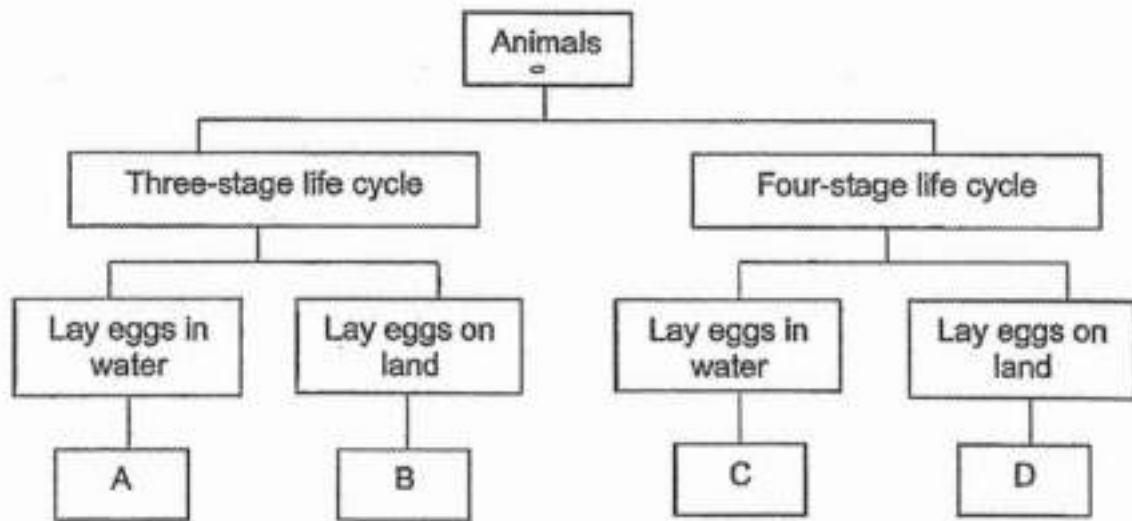 Animals
Three-stage life cycle
Four-stage life cycle
Lay eggs in
water
Lay eggs on
land
Lay eggs in
water
Lay eggs on
land
A
B
C
D